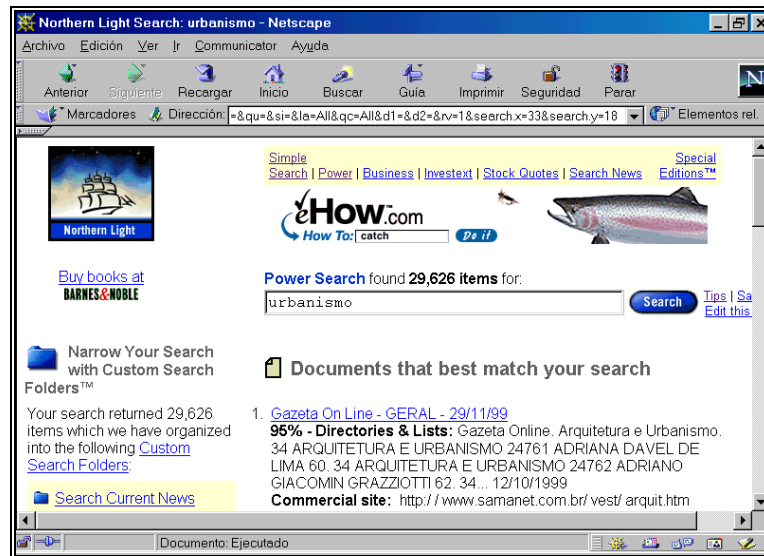 Northern Light Search: urbanismo - Netscape
Archivo Edición Ver Ir Communicator Ayuda
Anterior Siguiente Recargar Inicio Buscar Guía Imprimir Seguridad Parar N
Marcadores Dirección: =&qu=&si=&la=All&qc=All&d1=&d2=&rv=1&search.x=33&search.y=18 Elementos rel.
Simple Special
Search | Power | Business | Investext | Stock Quotes | Search News Editions™
Northern Light
eHow.com
How To: catch Do it
Buy books at
BARNES&NOBLE
Power Search found 29,626 items for:
urbanismo Search Tips | Sa
Edit this
Narrow Your Search
with Custom Search
Folders™
Documents that best match your search
Your search returned 29,626
items which we have organized
into the following Custom
Search Folders:
Search Current News
1. Gazeta On Line - GERAL - 29/11/99
95% - Directories & Lists: Gazeta Online. Arquitetura e Urbanismo.
34 ARQUITETURA E URBANISMO 24761 ADRIANA DAVEL DE
LIMA 60. 34 ARQUITETURA E URBANISMO 24762 ADRIANO
GIACOMIN GRAZZIOTTI 62. 34... 12/10/1999
Commercial site: http:/ / www.samanet.com.br/ vest/ arquit.htm
Documento: Ejecutado